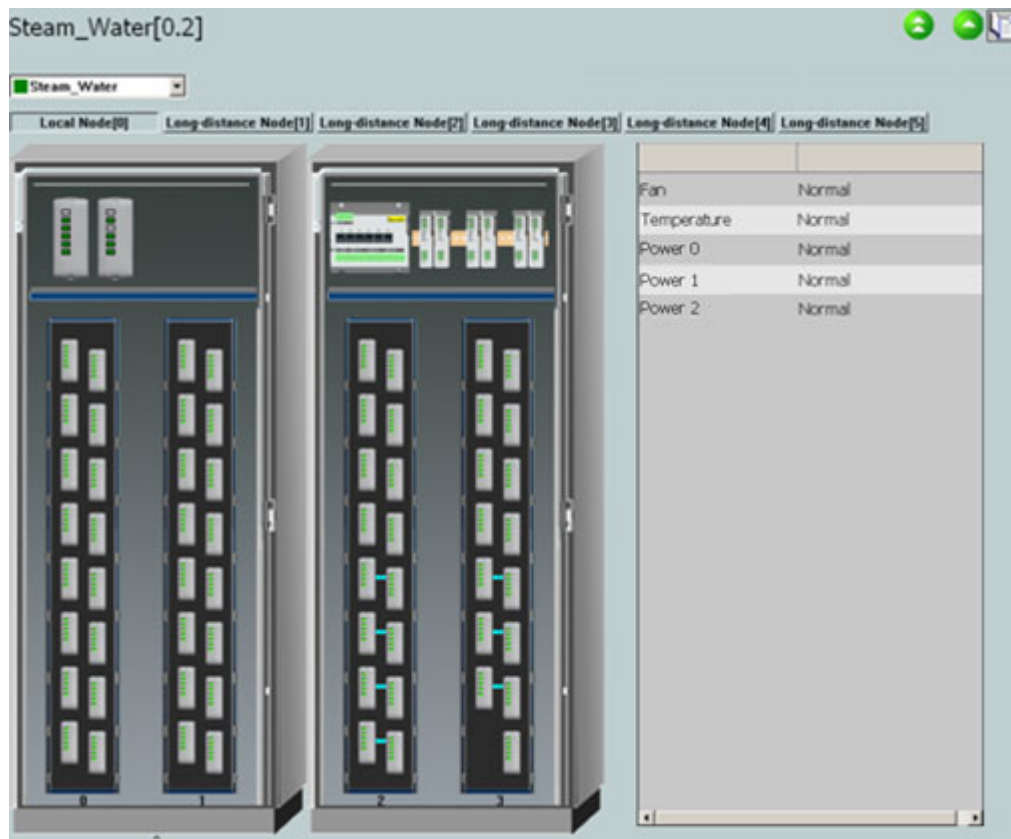 Steam_Water[0.2]
Steam_Water
Local Node[0] Long-distance Node[1] Long-distance Node[2] Long-distance Node[3] Long-distance Node[4] Long-distance Node[5]
Fan Normal
Temperature Normal
Power 0 Normal
Power 1 Normal
Power 2 Normal
0 1 2 3